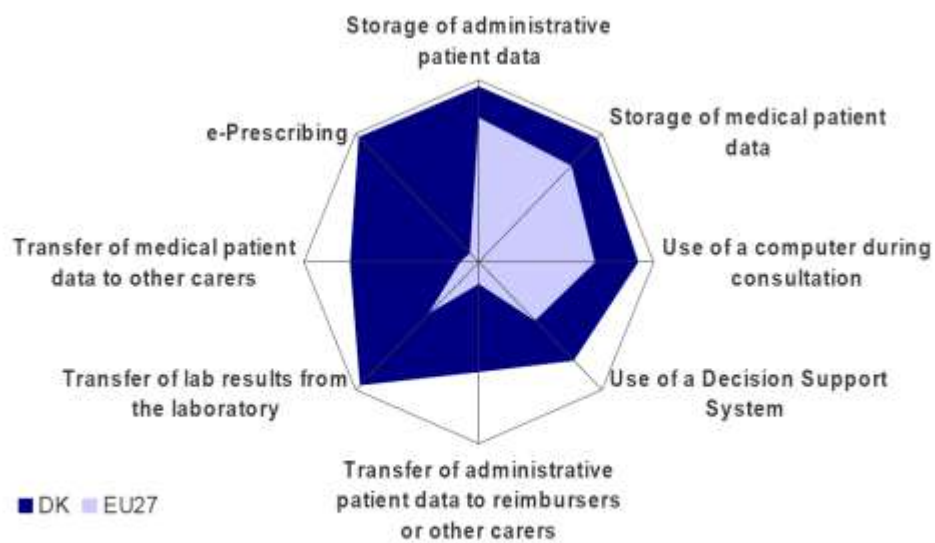 Storage of administrative
patient data
Storage of medical patient
data
Use of a computer during
consultation
Use of a Decision Support
System
Transfer of administrative
patient data to reimbursers
or other carers
Transfer of lab results from
the laboratory
Transfer of medical patient
data to other carers
e-Prescribing
DK EU27